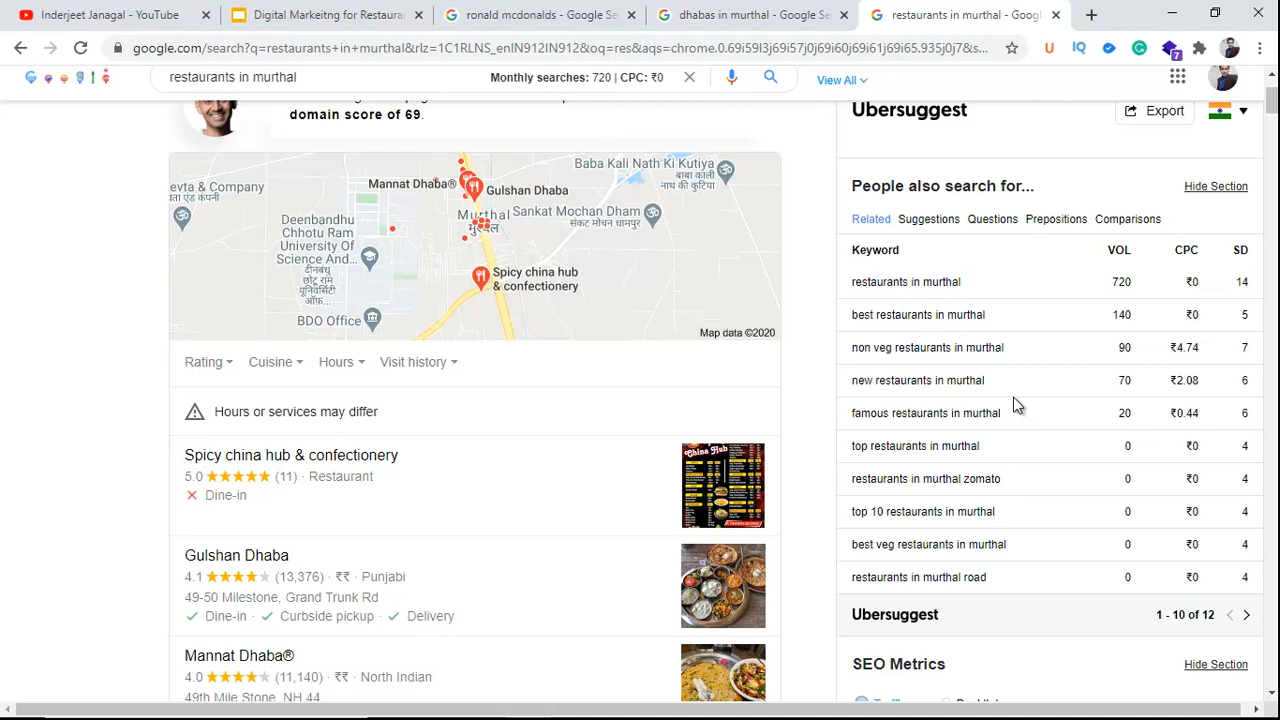 Inderjeet Janagal - YouTube
Digital Markeitng for Restaura
ronald mcdonalds - Google Se
dhabas in murthal - Google Se
restaurants in murthal - Google
google.com/search?q=restaurants+in+murthal&rlz=1C1RLNS_enIN912IN912&oq=res&aqs=chrome.0.69i59l3j69i57j0j69i60j69i61j69i65.935j0j7&s...
7
restaurants in murthal
Monthly searches: 720 | CPC: ₹0
View All
domain score of 69.
Ubersuggest
Export
Baba Kali Nath Ki Kutiya
बाबा काली
नाथ की कुटिया
Mannat Dhaba®
Gulshan Dhaba
evta & Company
Murthal
मुरथल
Sankat Mochan Dham
संकट मोचन धामपुर
Deenbandhu
Chhotu Ram
University Of
Science And...
Spicy china hub
& confectionery
BDO Office
Map data ©2020
People also search for...
Hide Section
Related Suggestions Questions Prepositions Comparisons
Keyword VOL CPC SD
restaurants in murthal 720 ₹0 14
best restaurants in murthal 140 ₹0 5
non veg restaurants in murthal 90 ₹4.74 7
new restaurants in murthal 70 ₹2.08 6
famous restaurants in murthal 20 ₹0.44 6
top restaurants in murthal 0 ₹0 4
restaurants in murthal zomato 0 ₹0 4
top 10 restaurants in murthal 0 ₹0 4
best veg restaurants in murthal 0 ₹0 4
restaurants in murthal road 0 ₹0 4
Ubersuggest
1 - 10 of 12
SEO Metrics
Hide Section
Rating
Cuisine
Hours
Visit history
Hours or services may differ
Spicy china hub & confectionery
5.0 Restaurant
Dine-in
China Hub
Gulshan Dhaba
4.1 (13,376) · ₹₹ · Punjabi
49-50 Milestone, Grand Trunk Rd
Dine-in · Curbside pickup · Delivery
Mannat Dhaba®
4.0 (11,140) · ₹₹ · North Indian
49th Mile Stone, NH 44